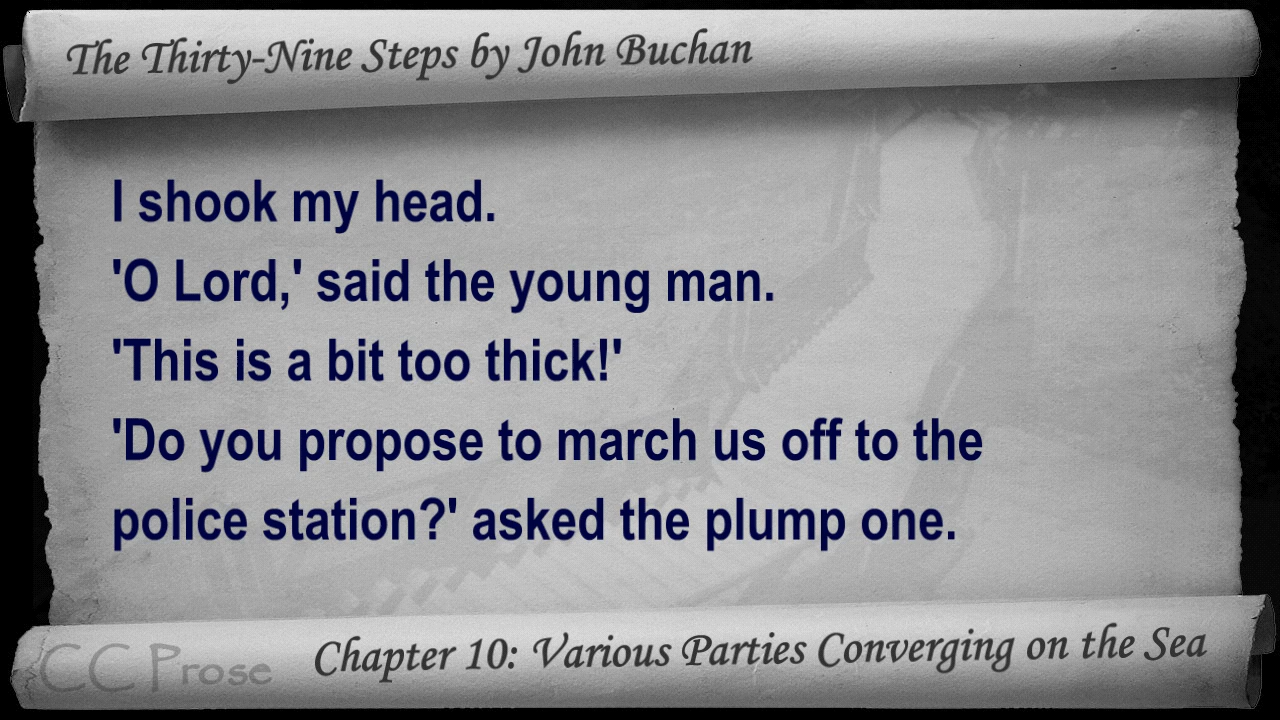 The Thirty-Nine Steps by John Buchan
I shook my head.
'O Lord,' said the young man.
'This is a bit too thick!'
'Do you propose to march us off to the
police station?' asked the plump one.
CC Prose
Chapter 10: Various Parties Converging on the Sea